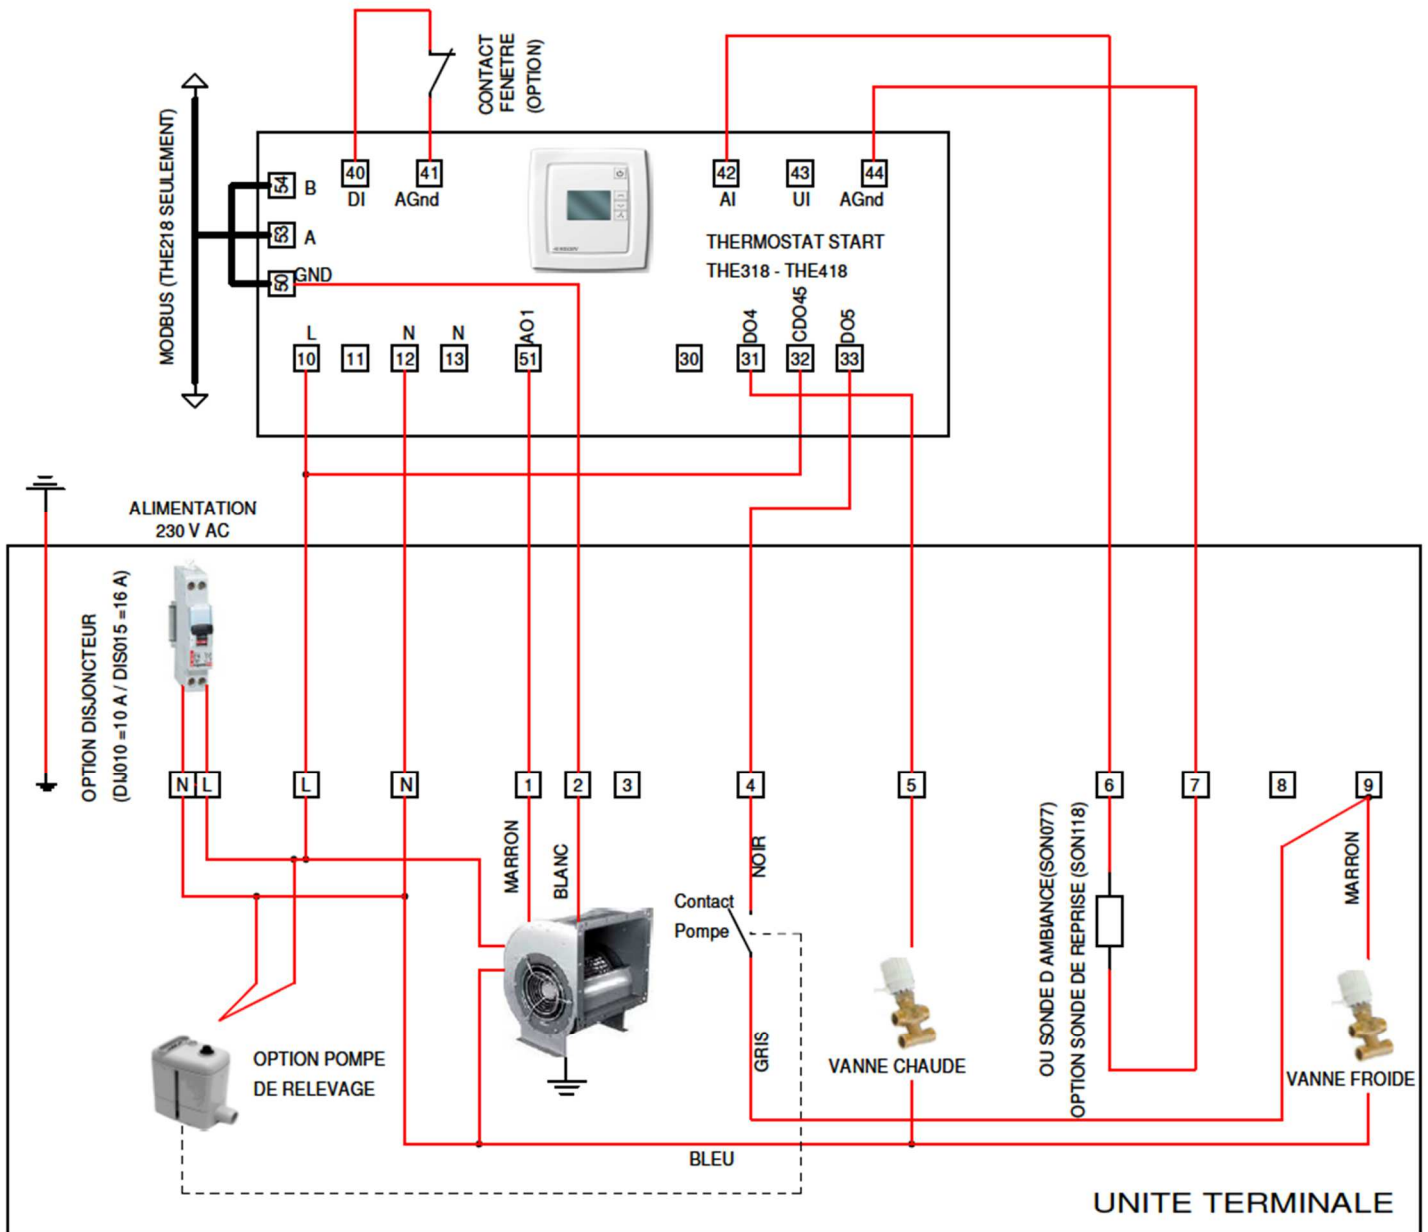 CONTACT
FENETRE
(OPTION)
MODBUS (THE218 SEULEMENT)
54 B
53 A
50 GND
40
DI
41
AGnd
42
AI
43
UI
44
AGnd
THERMOSTAT START
THE318 - THE418
L
10
11
N
12
N
13
AO1
51
30
DO4
31
CDO45
32
DO5
33
ALIMENTATION
230 V AC
OPTION DISJONCTEUR
(DIJ010 =10 A / DIS015 =16 A)
N L L N 1 2 3 4 5 6 7 8 9
MARRON
BLANC
NOIR
Contact
Pompe
GRIS
OU SONDE D AMBIANCE(SON077)
OPTION SONDE DE REPRISE (SON118)
MARRON
OPTION POMPE
DE RELEVAGE
VANNE CHAUDE
VANNE FROIDE
BLEU
UNITE TERMINALE